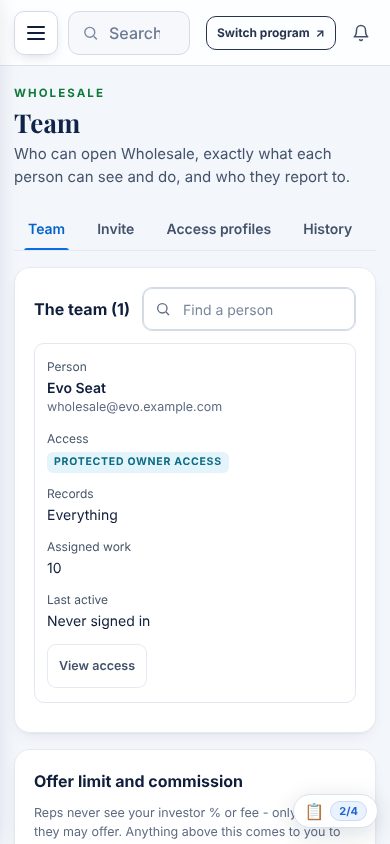 Search
Switch program ↗
WHOLESALE
Team
Who can open Wholesale, exactly what each
person can see and do, and who they report to.
Team
Invite
Access profiles
History
The team (1)
Find a person
Person
Evo Seat
wholesale@evo.example.com
Access
PROTECTED OWNER ACCESS
Records
Everything
Assigned work
10
Last active
Never signed in
View access
Offer limit and commission
Reps never see your investor % or fee - only
2/4
they may offer. Anything above this comes to you to